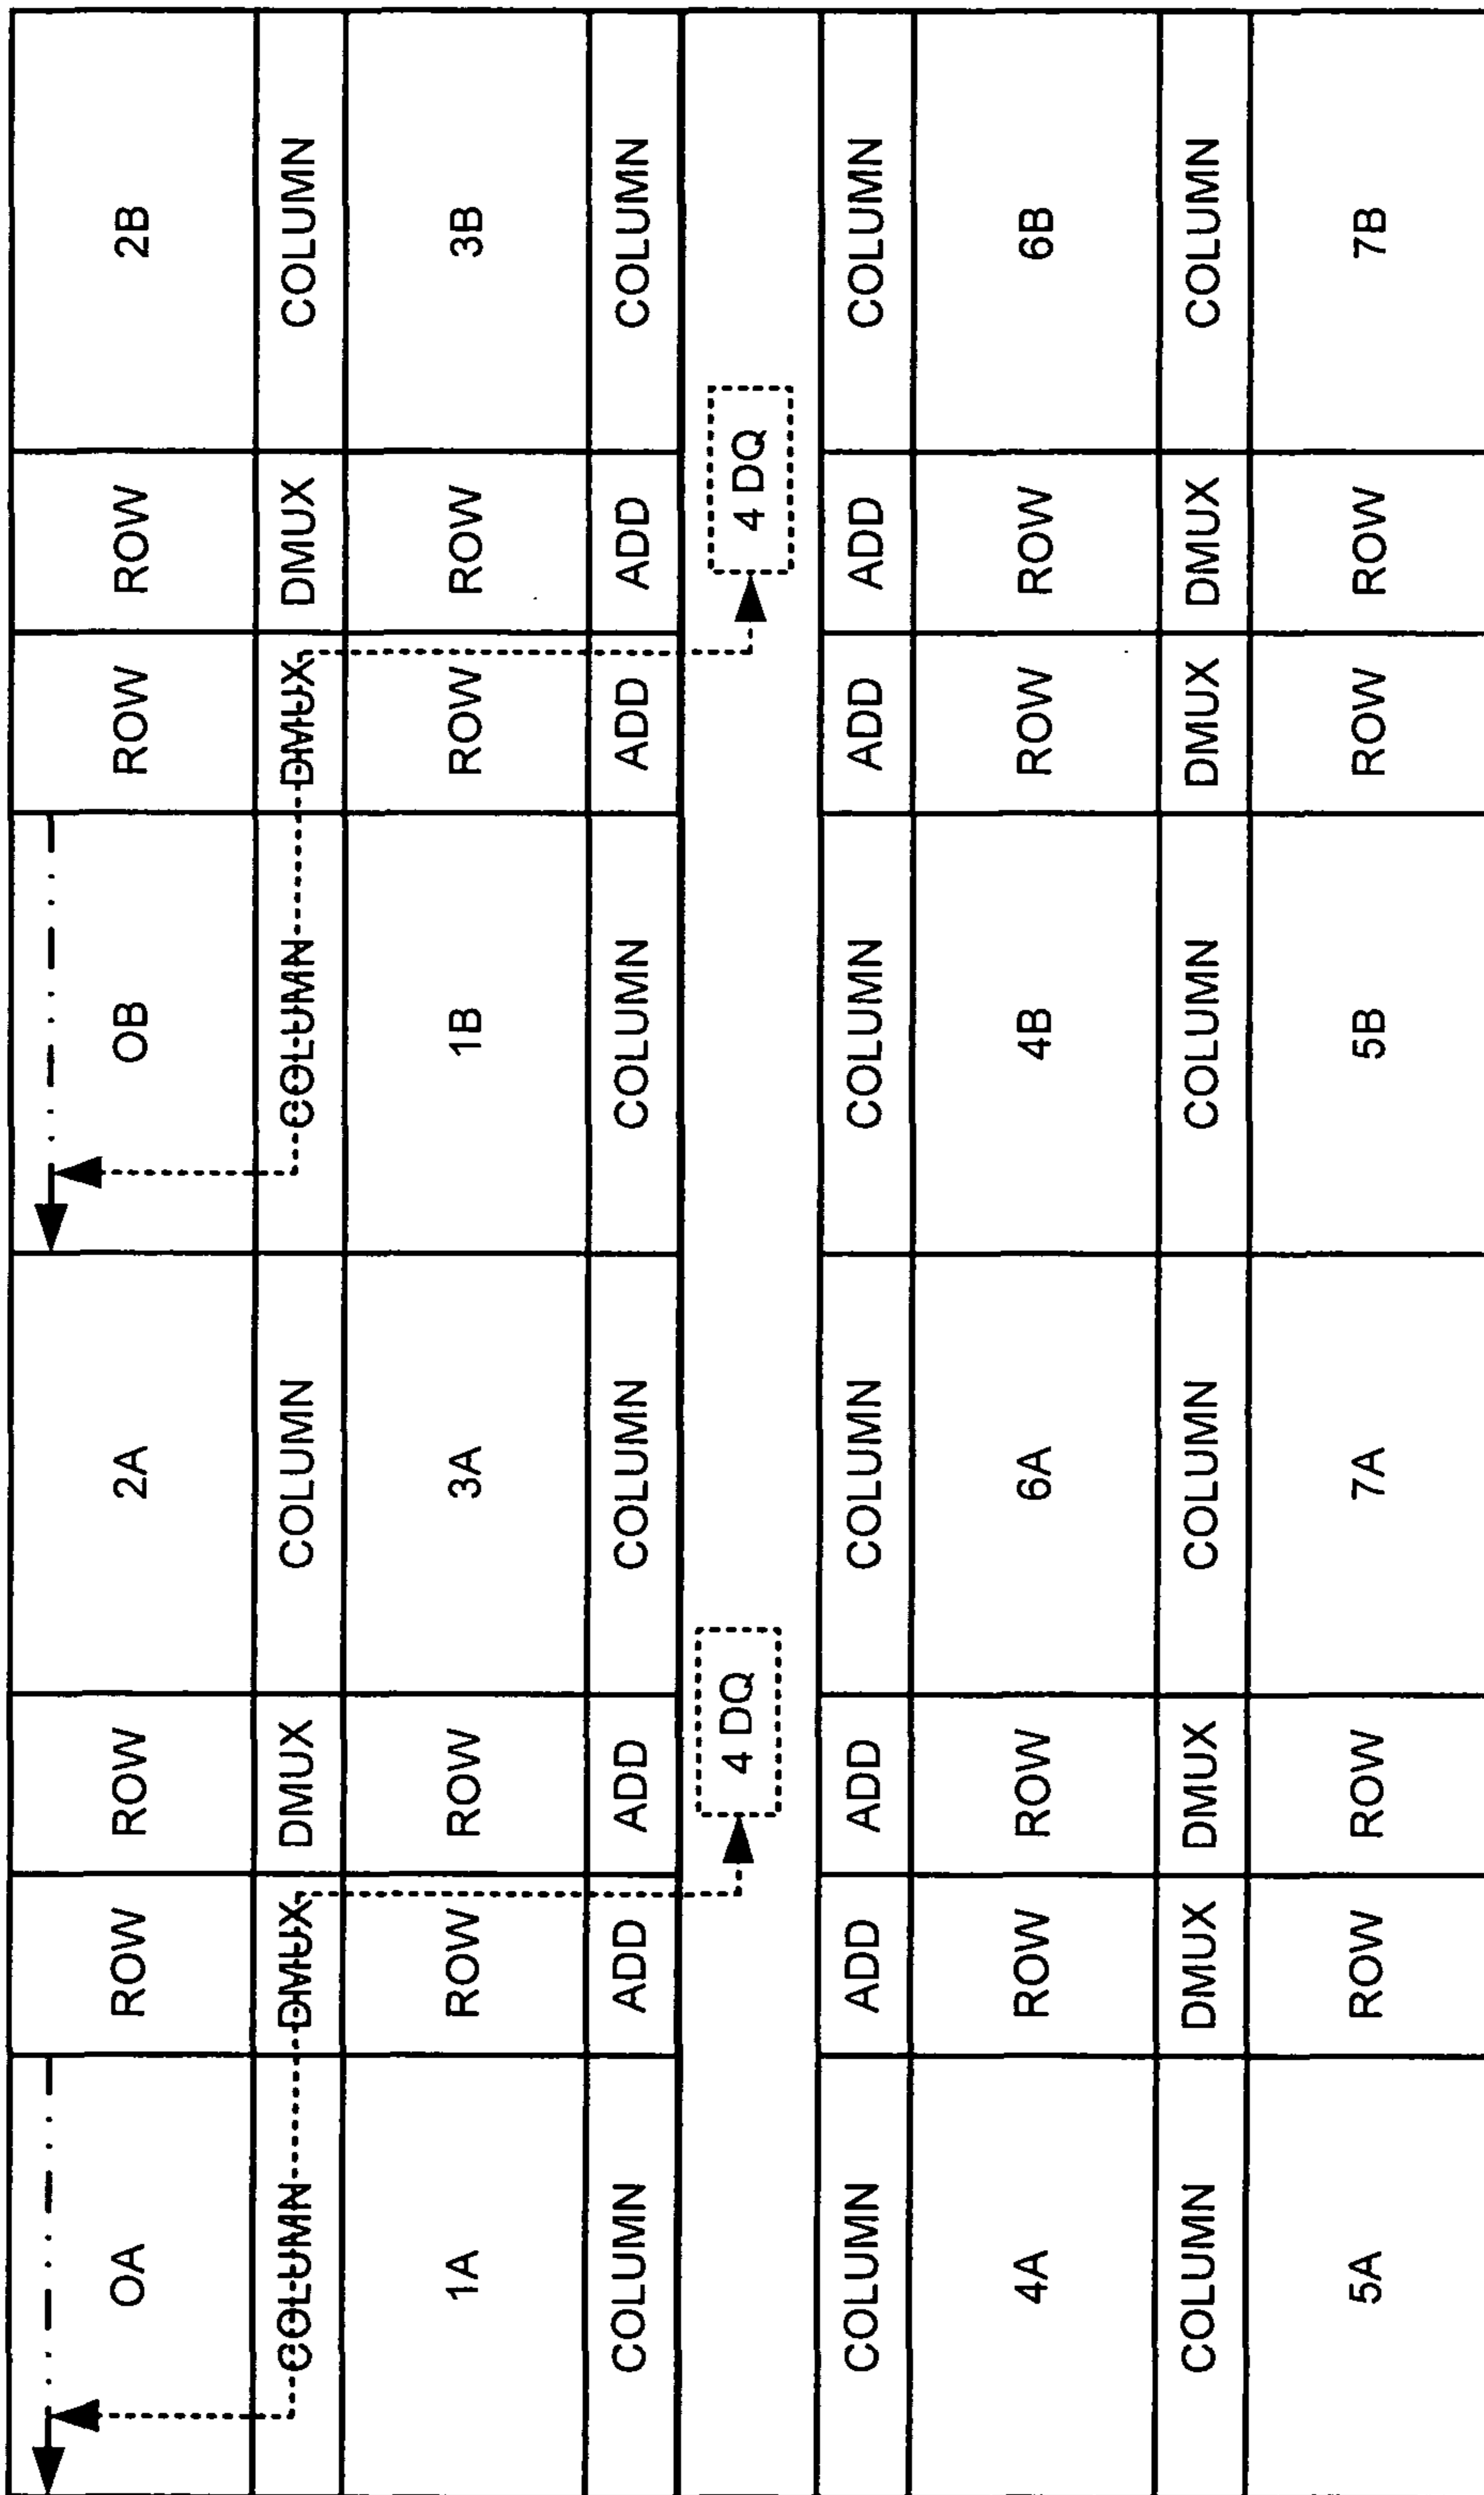 OA ROW ROW 2A OB ROW ROW 2B
COLUMN DMUX DMUX COLUMN COLUMN DMUX DMUX COLUMN
1A ROW ROW 3A 1B ROW ROW 3B
COLUMN ADD ADD COLUMN COLUMN ADD ADD COLUMN
4 DQ 4 DQ
COLUMN ADD ADD COLUMN COLUMN ADD ADD COLUMN
4A ROW ROW 6A 4B ROW ROW 6B
COLUMN DMUX DMUX COLUMN COLUMN DMUX DMUX COLUMN
5A ROW ROW 7A 5B ROW ROW 7B